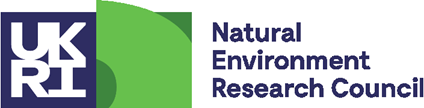 UK
RI
Natural
Environment
Research Council